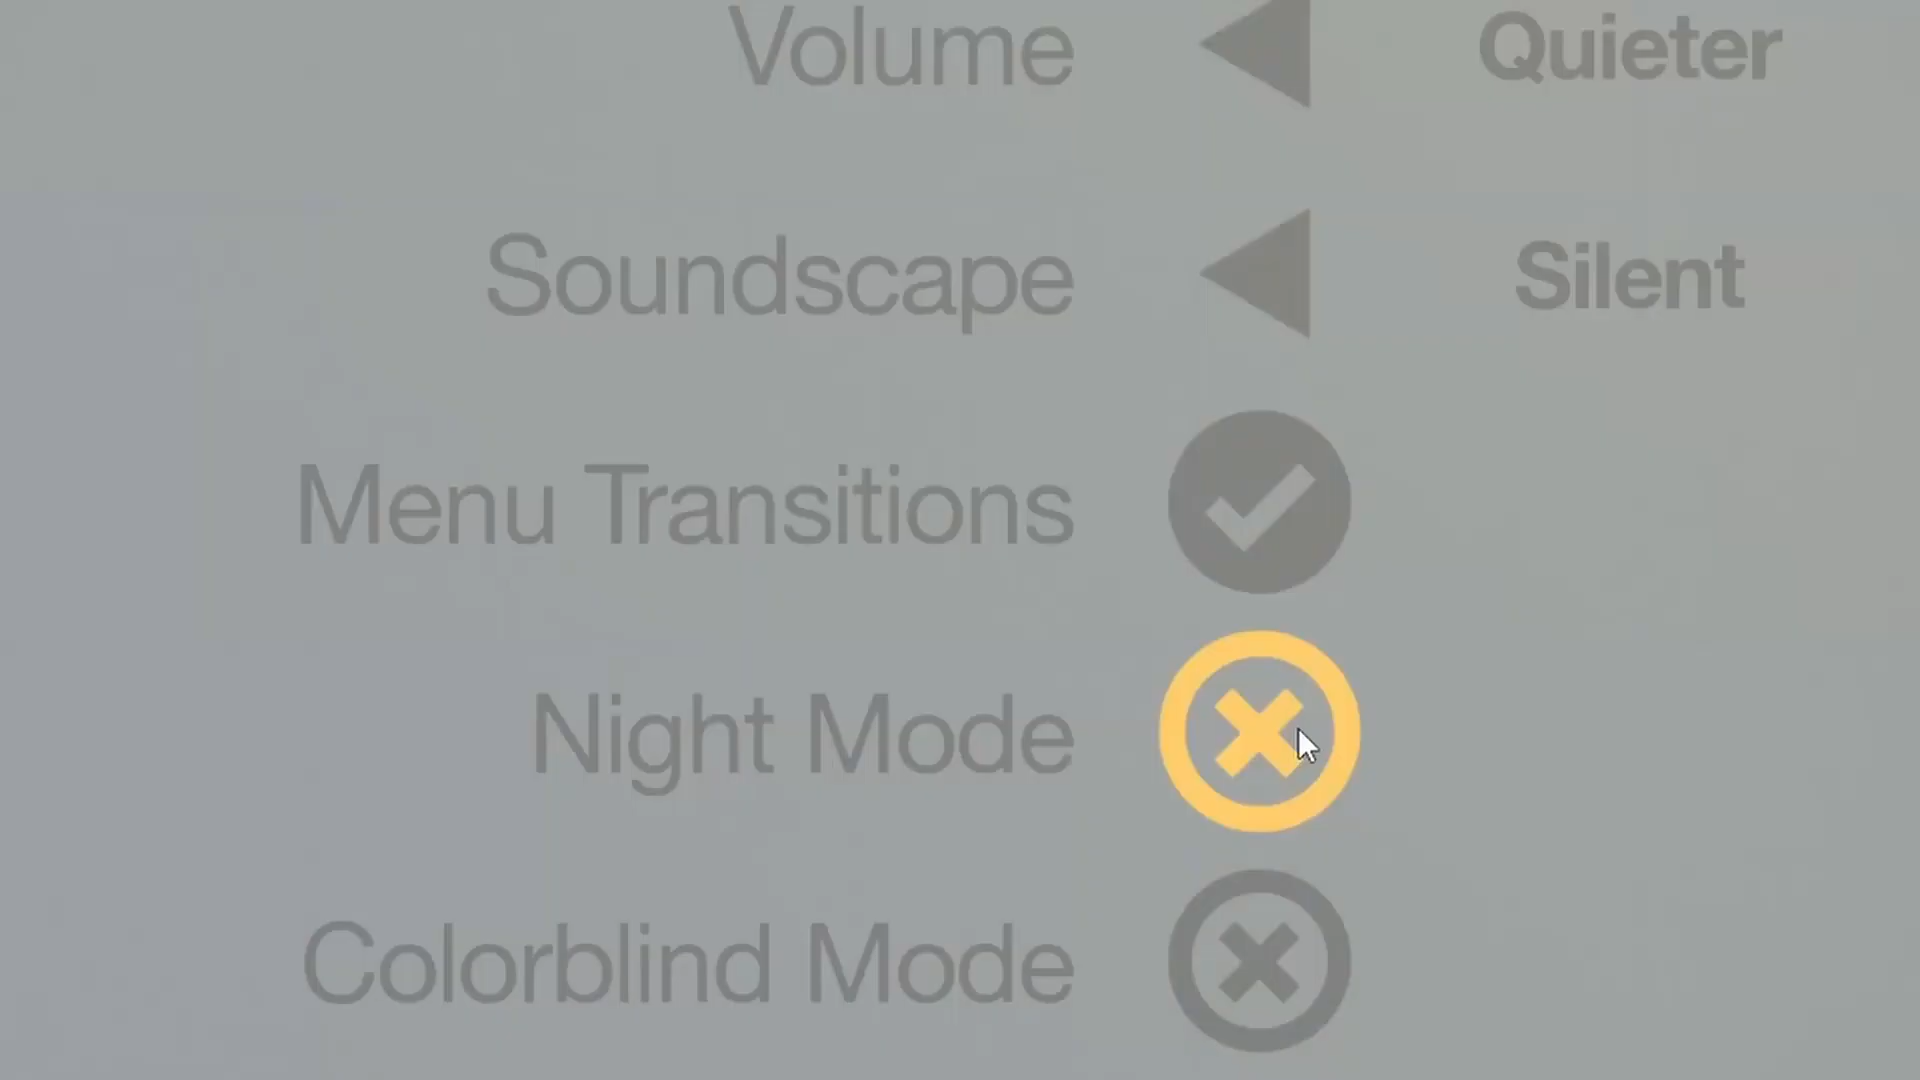 Volume Quieter
Soundscape Silent
Menu Transitions
Night Mode
Colorblind Mode